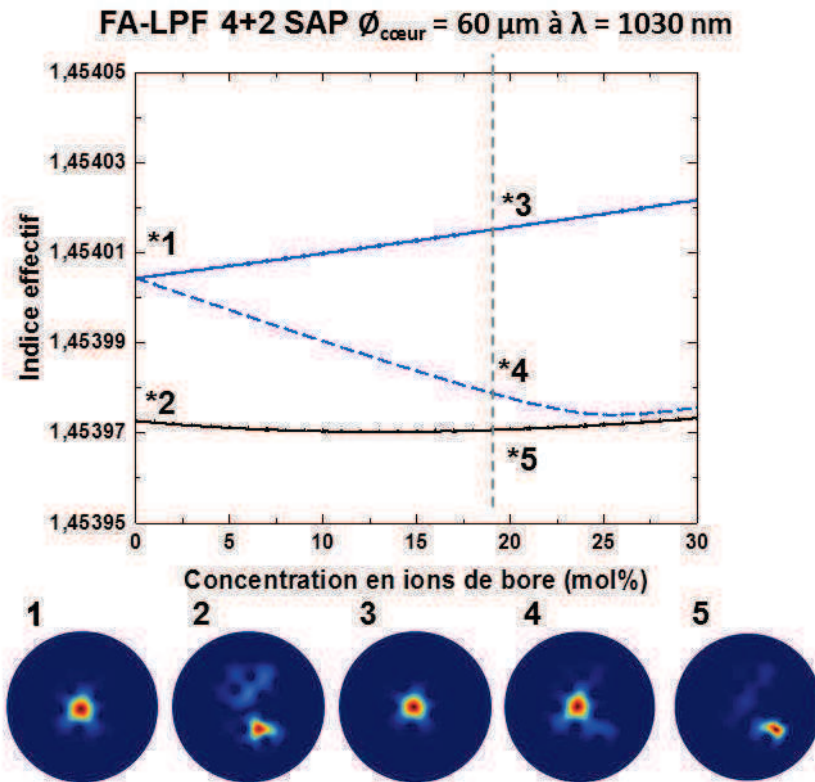 FA-LPF 4+2 SAP Ø_cœur = 60 µm à λ = 1030 nm
Indice effectif
1,45405
1,45403
1,45401
1,45399
1,45397
1,45395
*1
*2
*3
*4
*5
0 5 10 15 20 25 30
Concentration en ions de bore (mol%)
1 2 3 4 5